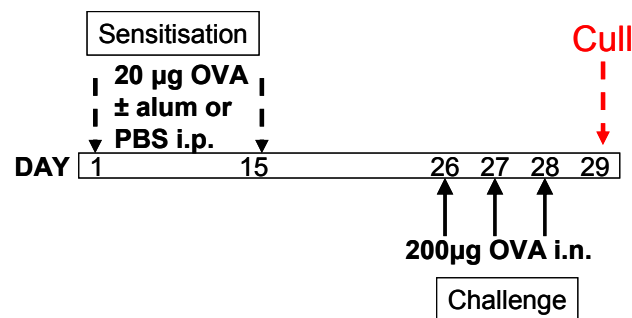 Sensitisation
Cull
20 µg OVA
± alum or
PBS i.p.
DAY 1 15 26 27 28 29
200µg OVA i.n.
Challenge